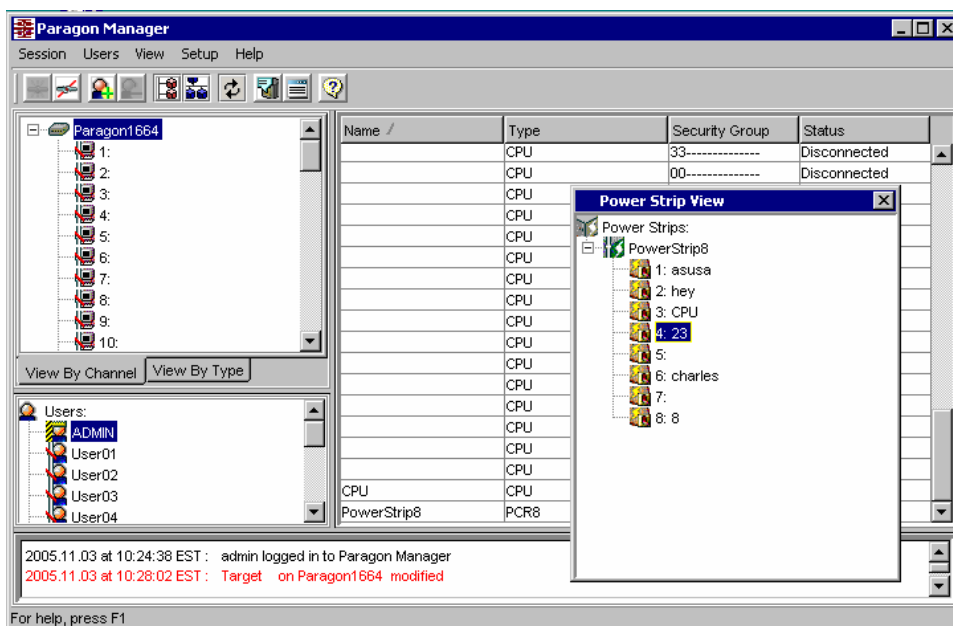 Paragon Manager
Session Users View Setup Help
Paragon1664
1:
2:
3:
4:
5:
6:
7:
8:
9:
10:
View By Channel View By Type
Users:
ADMIN
User01
User02
User03
User04
Name Type Security Group Status
CPU 33-------------- Disconnected
CPU 00-------------- Disconnected
CPU
CPU
CPU
CPU
CPU
CPU
CPU
CPU
CPU
CPU
CPU
CPU
CPU
CPU
CPU CPU
PowerStrip8 PCR8
Power Strip View
Power Strips:
PowerStrip8
1: asusa
2: hey
3: CPU
4: 23
5:
6: charles
7:
8: 8
2005.11.03 at 10:24:38 EST : admin logged in to Paragon Manager
2005.11.03 at 10:28:02 EST : Target on Paragon1664 modified
For help, press F1